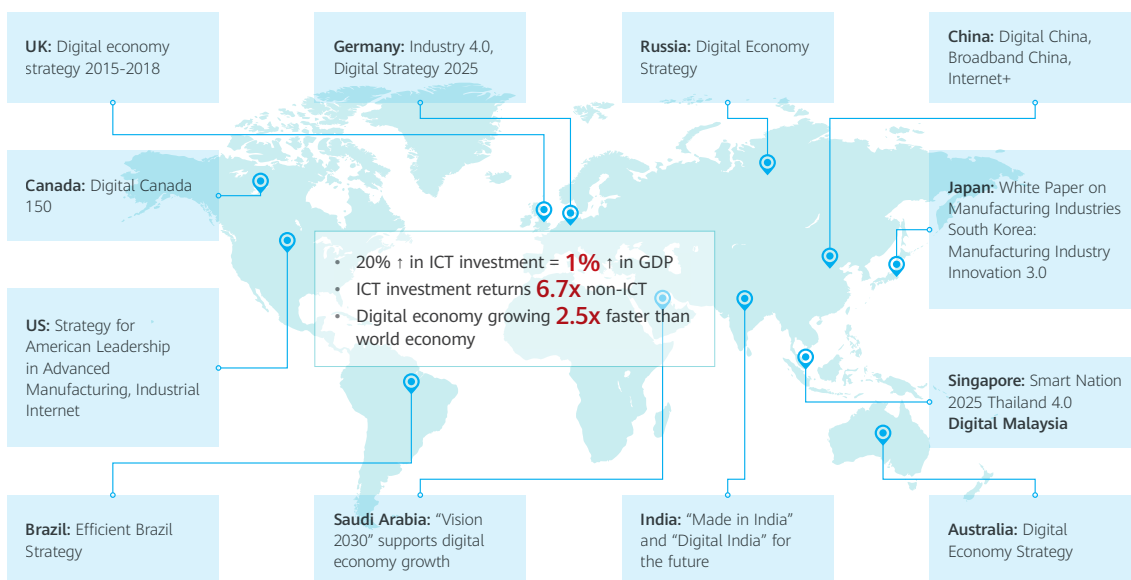 UK: Digital economy
strategy 2015-2018
Germany: Industry 4.0,
Digital Strategy 2025
Russia: Digital Economy
Strategy
China: Digital China,
Broadband China,
Internet+
Canada: Digital Canada
150
Japan: White Paper on
Manufacturing Industries
South Korea:
Manufacturing Industry
Innovation 3.0
• 20% ↑ in ICT investment = 1% ↑ in GDP
• ICT investment returns 6.7x non-ICT
• Digital economy growing 2.5x faster than
world economy
US: Strategy for
American Leadership
in Advanced
Manufacturing, Industrial
Internet
Singapore: Smart Nation
2025 Thailand 4.0
Digital Malaysia
Brazil: Efficient Brazil
Strategy
Saudi Arabia: “Vision
2030” supports digital
economy growth
India: “Made in India”
and “Digital India” for
the future
Australia: Digital
Economy Strategy